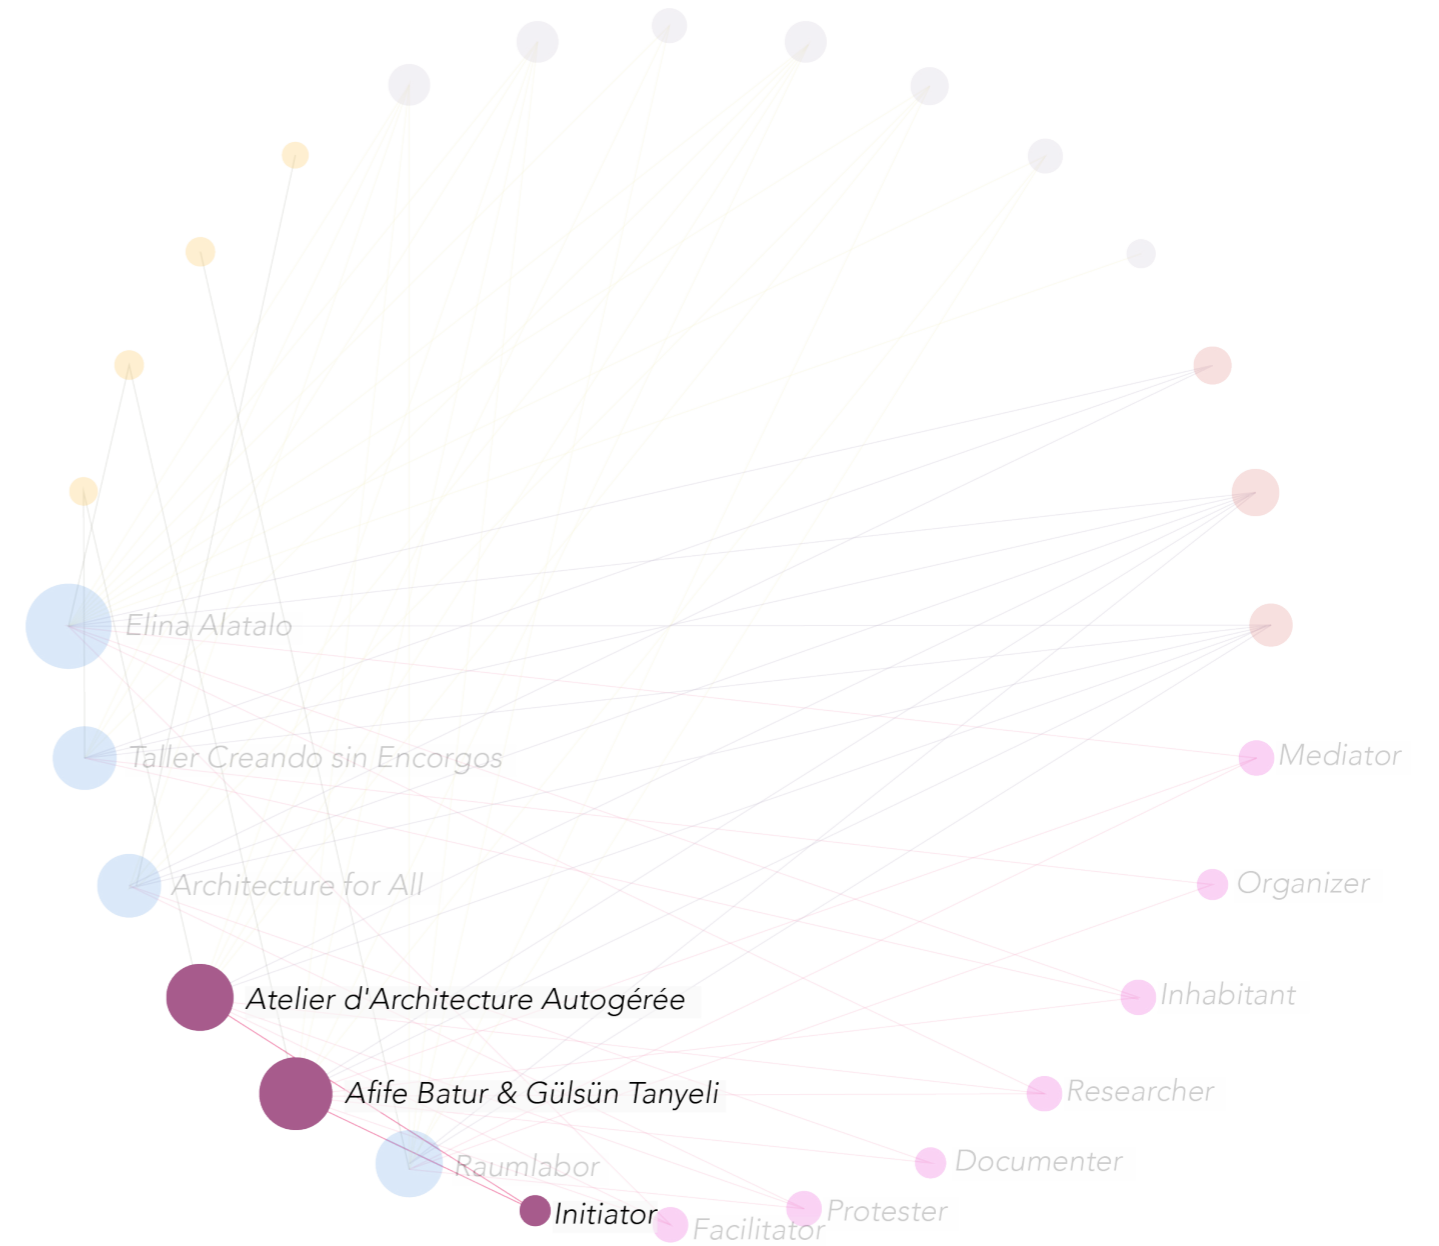 Elina Alatalo
Taller Creando sin Encorgos
Mediator
Architecture for All
Organizer
Atelier d'Architecture Autogérée
Inhabitant
Afife Batur & Gülsün Tanyeli
Researcher
Raumlabor
Documenter
Initiator
Protester
Facilitator